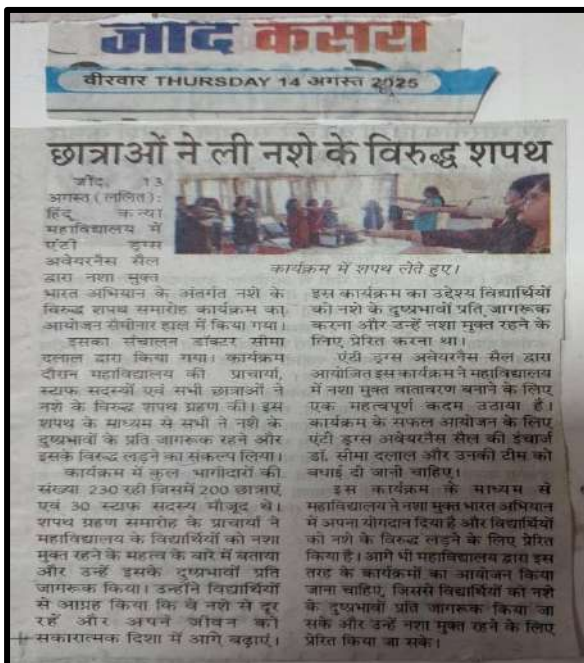 जींद केसरी
वीरवार THURSDAY 14 अगस्त 2025
छात्राओं ने ली नशे के विरुद्ध शपथ
जींद, 13
अगस्त (ललित):
हिंदू कन्या
महाविद्यालय में
एंटी ड्रग्स
अवेयरनैस सैल
द्वारा नशा मुक्त
भारत अभियान के अंतर्गत नशे के
विरुद्ध शपथ समारोह कार्यक्रम का
आयोजन सैमीनार हाल में किया गया।
इसका संचालन डॉक्टर सीमा
दलाल द्वारा किया गया। कार्यक्रम
दौरान महाविद्यालय की प्राचार्या,
स्टाफ सदस्यों एवं सभी छात्राओं ने
नशे के विरुद्ध शपथ ग्रहण की। इस
शपथ के माध्यम से सभी ने नशे के
दुष्प्रभावों के प्रति जागरूक रहने और
इसके विरुद्ध लड़ने का संकल्प लिया।
कार्यक्रम में कुल भागीदारों की
संख्या 230 रही जिसमें 200 छात्राएं
एवं 30 स्टाफ सदस्य मौजूद थे।
शपथ ग्रहण समारोह के प्राचार्या ने
महाविद्यालय के विद्यार्थियों को नशा
मुक्त रहने के महत्व के बारे में बताया
और उन्हें इसके दुष्प्रभावों प्रति
जागरूक किया। उन्होंने विद्यार्थियों
से आग्रह किया कि वे नशे से दूर
रहें और अपने जीवन को
सकारात्मक दिशा में आगे बढ़ाएं।
कार्यक्रम में शपथ लेते हुए।
इस कार्यक्रम का उद्देश्य विद्यार्थियों
को नशे के दुष्प्रभावों प्रति जागरूक
करना और उन्हें नशा मुक्त रहने के
लिए प्रेरित करना था।
एंटी ड्रग्स अवेयरनैस सैल द्वारा
आयोजित इस कार्यक्रम ने महाविद्यालय
में नशा मुक्त वातावरण बनाने के लिए
एक महत्वपूर्ण कदम उठाया है।
कार्यक्रम के सफल आयोजन के लिए
एंटी ड्रग्स अवेयरनैस सैल की इंचार्ज
डॉ. सीमा दलाल और उनकी टीम को
बधाई दी जानी चाहिए।
इस कार्यक्रम के माध्यम से
महाविद्यालय ने नशा मुक्त भारत अभियान
में अपना योगदान दिया है और विद्यार्थियों
को नशे के विरुद्ध लड़ने के लिए प्रेरित
किया है। आगे भी महाविद्यालय द्वारा इस
तरह के कार्यक्रमों का आयोजन किया
जाना चाहिए, जिससे विद्यार्थियों को नशे
के दुष्प्रभावों प्रति जागरूक किया जा
सके और उन्हें नशा मुक्त रहने के लिए
प्रेरित किया जा सके।